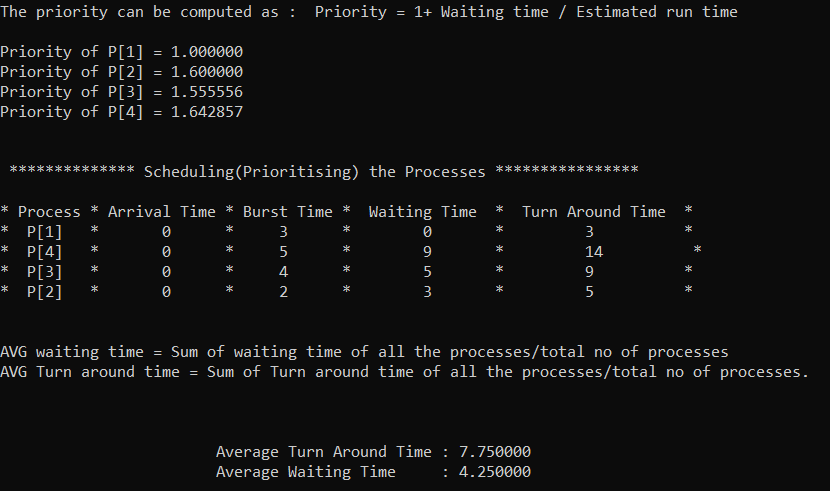 The priority can be computed as :  Priority = 1+ Waiting time / Estimated run time
Priority of P[1] = 1.000000
Priority of P[2] = 1.600000
Priority of P[3] = 1.555556
Priority of P[4] = 1.642857
************** Scheduling(Prioritising) the Processes ****************
* Process * Arrival Time * Burst Time *  Waiting Time  *  Turn Around Time  *
*  P[1]   *       0      *     3      *        0       *         3          *
*  P[4]   *       0      *     5      *        9       *         14          *
*  P[3]   *       0      *     4      *        5       *         9          *
*  P[2]   *       0      *     2      *        3       *         5          *
AVG waiting time = Sum of waiting time of all the processes/total no of processes
AVG Turn around time = Sum of Turn around time of all the processes/total no of processes.
Average Turn Around Time : 7.750000
Average Waiting Time     : 4.250000